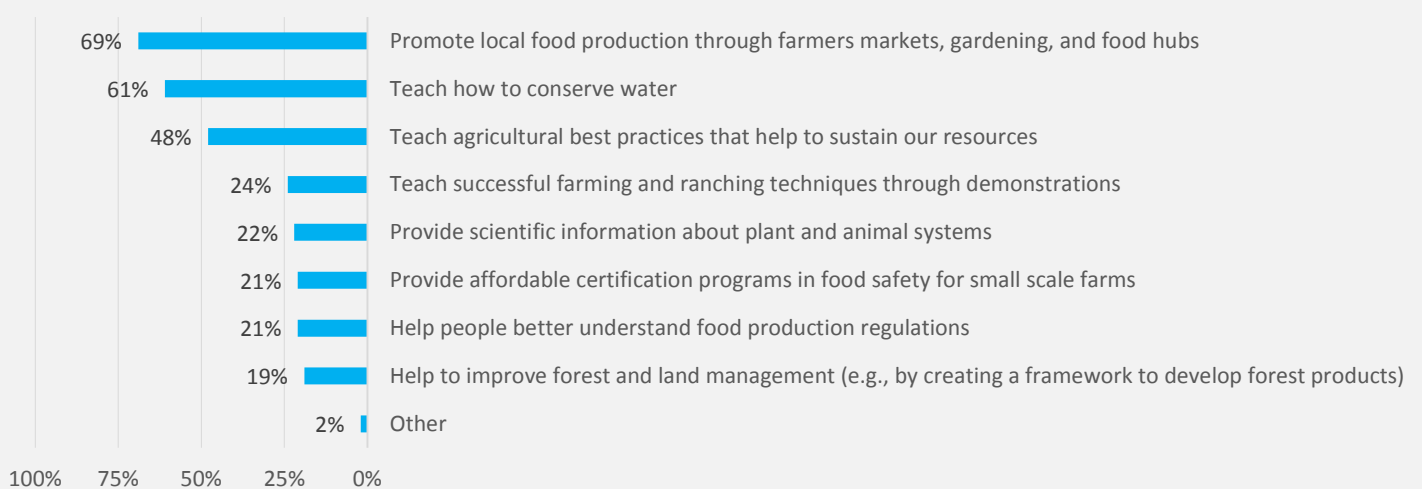 69% Promote local food production through farmers markets, gardening, and food hubs
61% Teach how to conserve water
48% Teach agricultural best practices that help to sustain our resources
24% Teach successful farming and ranching techniques through demonstrations
22% Provide scientific information about plant and animal systems
21% Provide affordable certification programs in food safety for small scale farms
21% Help people better understand food production regulations
19% Help to improve forest and land management (e.g., by creating a framework to develop forest products)
2% Other
100% 75% 50% 25% 0%